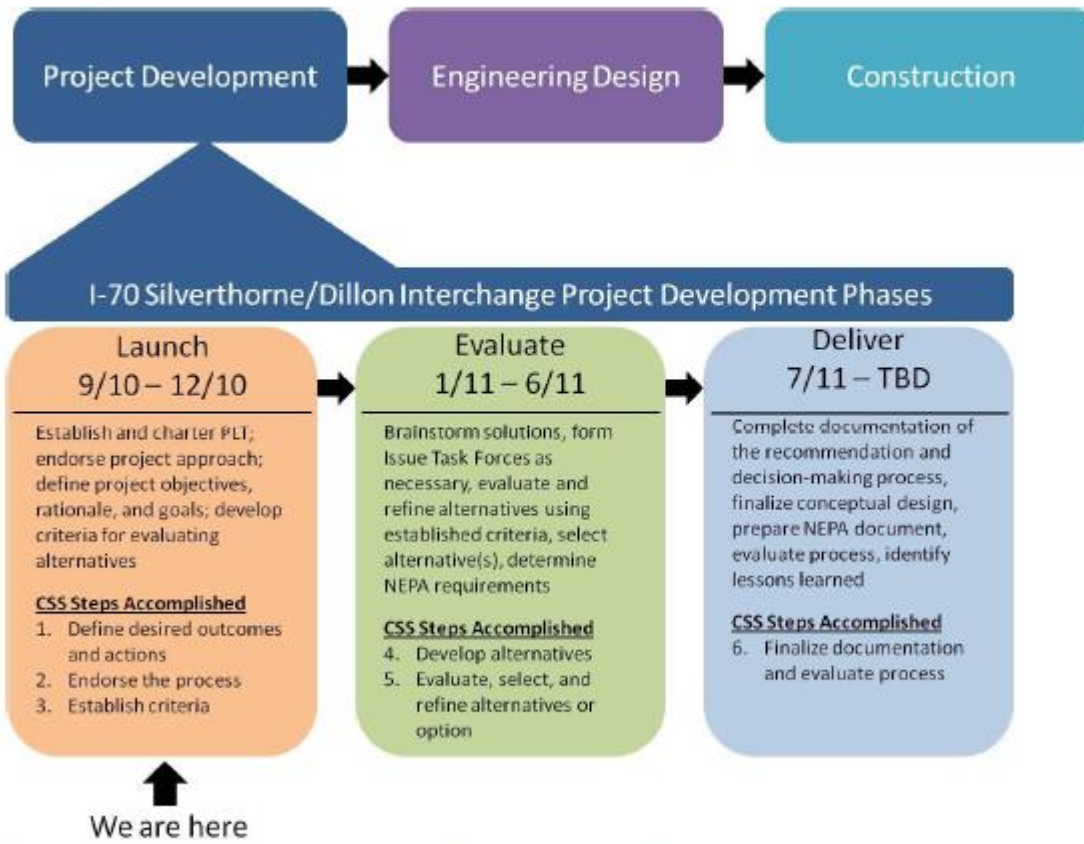 Project Development
Engineering Design
Construction
I-70 Silverthorne/Dillon Interchange Project Development Phases
Launch
9/10 – 12/10
Establish and charter PLT;
endorse project approach;
define project objectives,
rationale, and goals; develop
criteria for evaluating
alternatives
CSS Steps Accomplished
1. Define desired outcomes
and actions
2. Endorse the process
3. Establish criteria
Evaluate
1/11 – 6/11
Brainstorm solutions, form
Issue Task Forces as
necessary, evaluate and
refine alternatives using
established criteria, select
alternative(s), determine
NEPA requirements
CSS Steps Accomplished
4. Develop alternatives
5. Evaluate, select, and
refine alternatives or
option
Deliver
7/11 – TBD
Complete documentation of
the recommendation and
decision-making process,
finalize conceptual design,
prepare NEPA document,
evaluate process, identify
lessons learned
CSS Steps Accomplished
6. Finalize documentation
and evaluate process
We are here